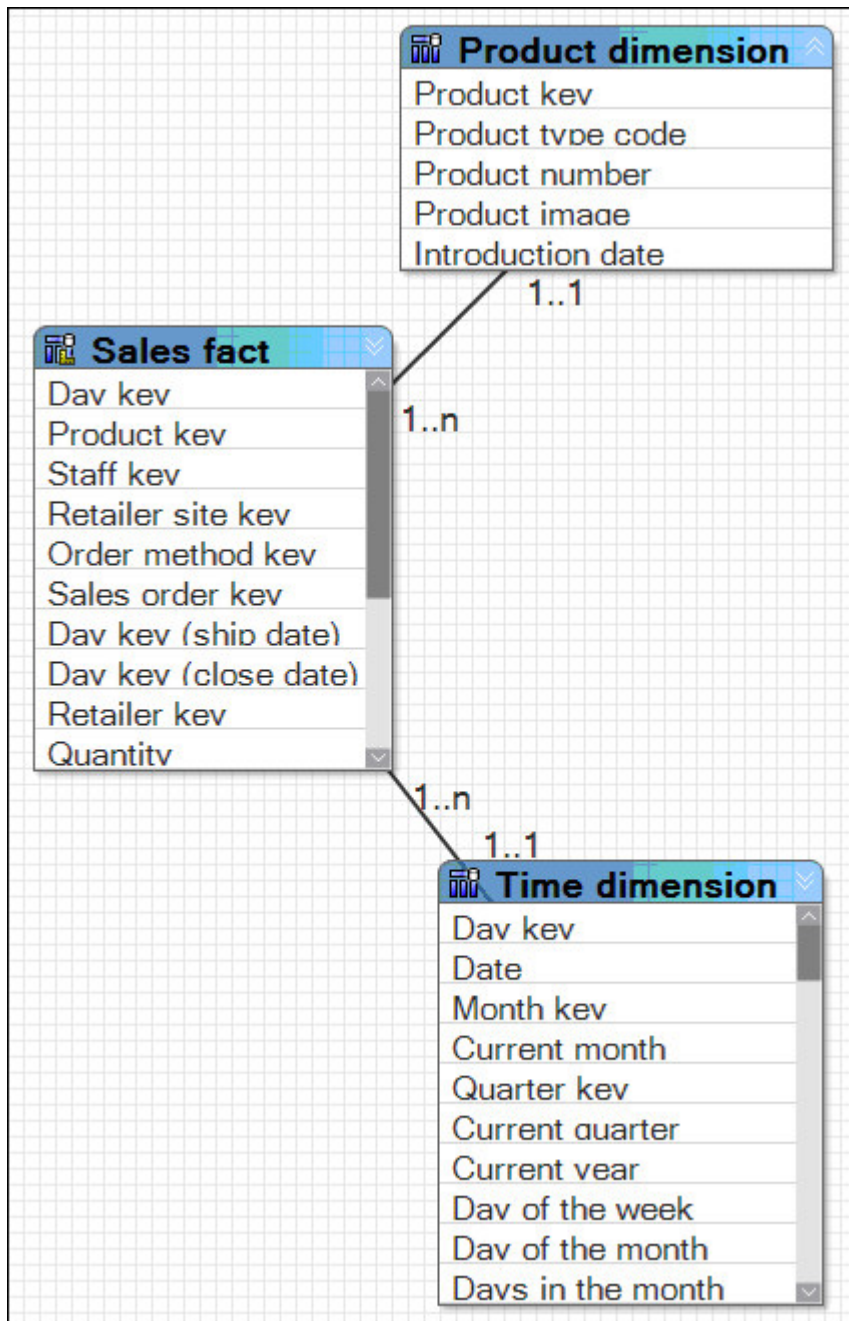 Product dimension
Product key
Product type code
Product number
Product image
Introduction date
1..1
Sales fact
Day key
Product key
Staff key
Retailer site key
Order method key
Sales order key
Day key (ship date)
Day key (close date)
Retailer key
Quantity
1..n
1..n
1..1
Time dimension
Day key
Date
Month key
Current month
Quarter key
Current quarter
Current year
Day of the week
Day of the month
Days in the month